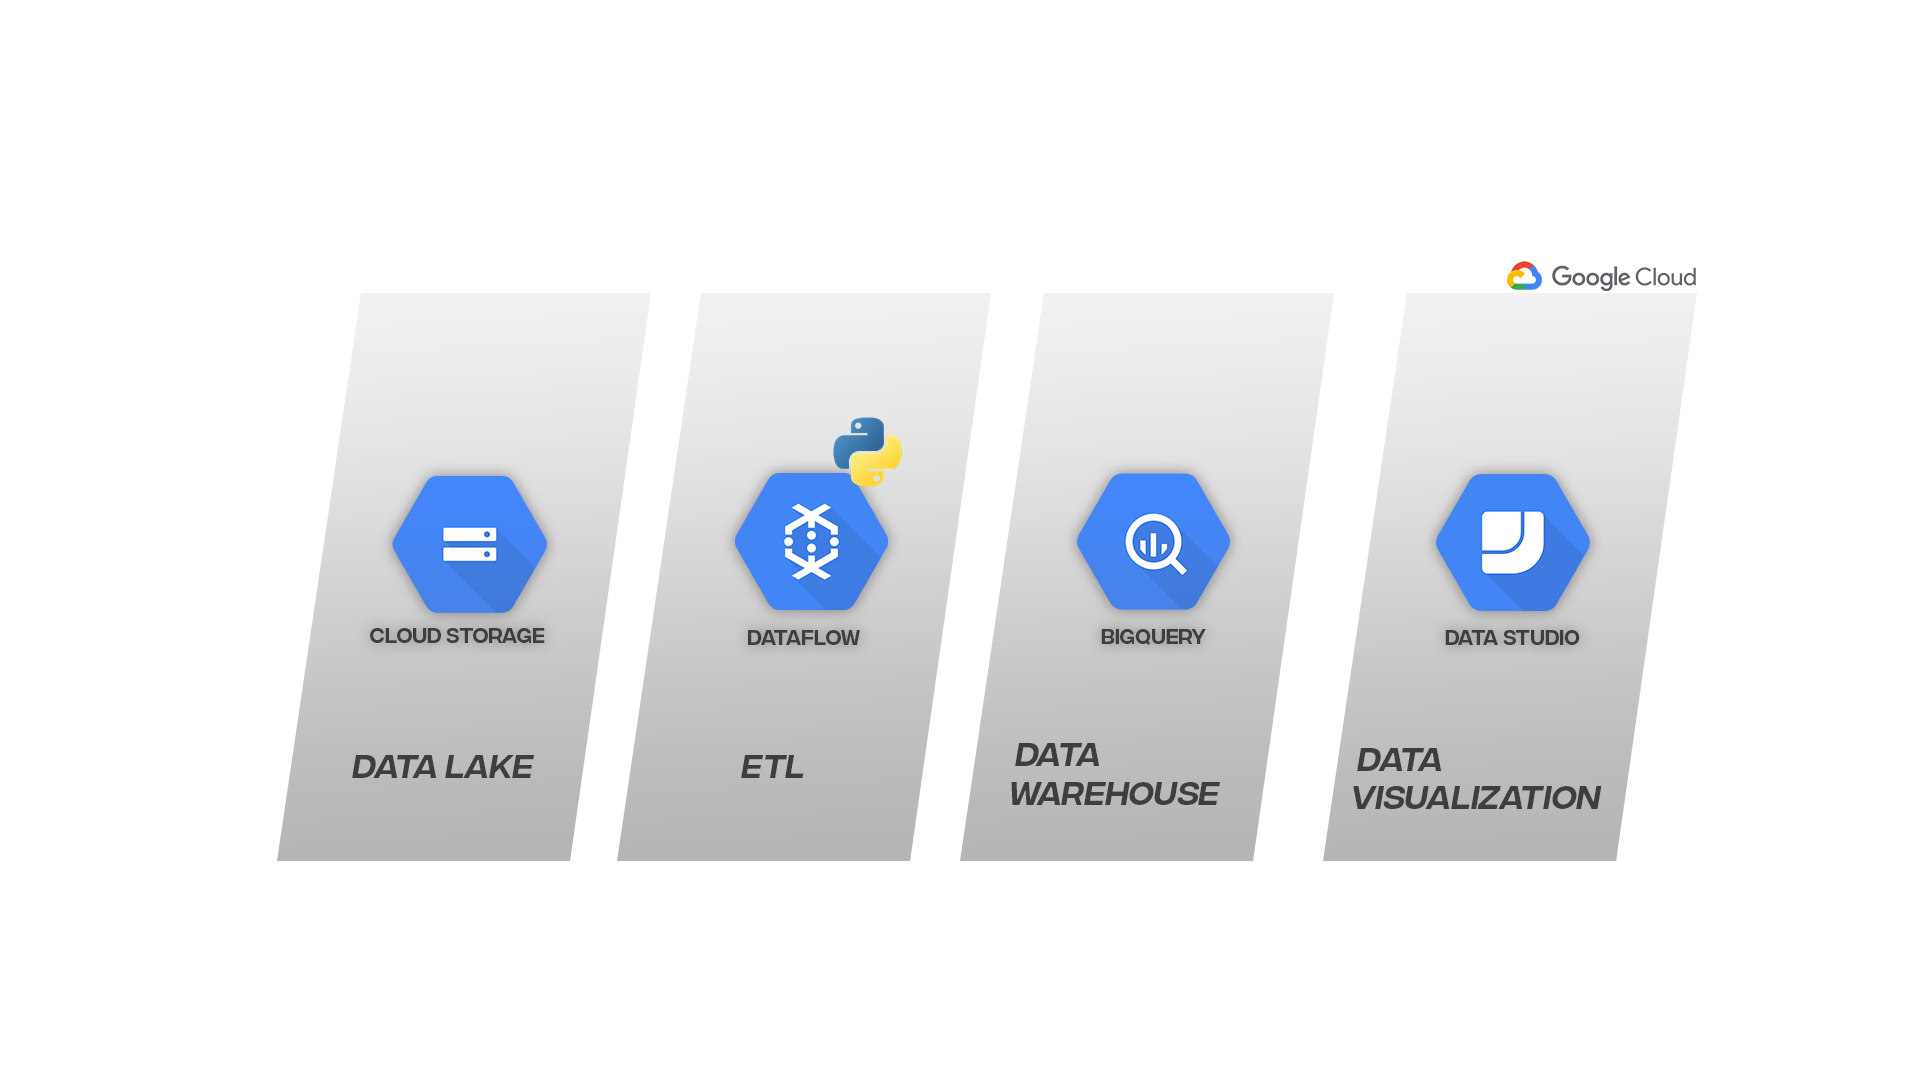 Google Cloud
CLOUD STORAGE
DATA LAKE
DATAFLOW
ETL
BIGQUERY
DATA
WAREHOUSE
DATA STUDIO
DATA
VISUALIZATION